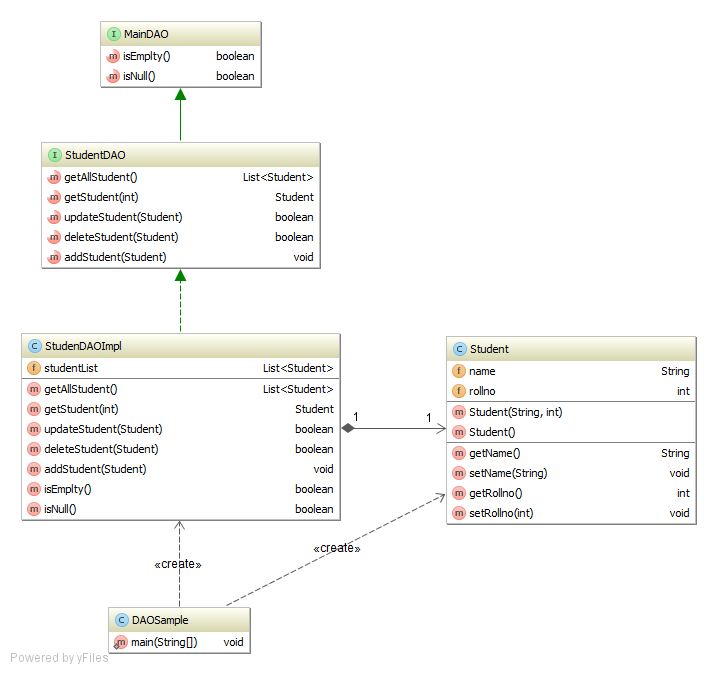 I MainDAO
m isEmplty() boolean
m isNull() boolean
I StudentDAO
m getAllStudent() List<Student>
m getStudent(int) Student
m updateStudent(Student) boolean
m deleteStudent(Student) boolean
m addStudent(Student) void
C StudenDAOImpl
f studentList List<Student>
m getAllStudent() List<Student>
m getStudent(int) Student
m updateStudent(Student) boolean
m deleteStudent(Student) boolean
m addStudent(Student) void
m isEmplty() boolean
m isNull() boolean
1 1
C Student
f name String
f rollno int
m Student(String, int)
m Student()
m getName() String
m setName(String) void
m getRollno() int
m setRollno(int) void
«create»
«create»
C DAOSample
m main(String[]) void
Powered by yFiles